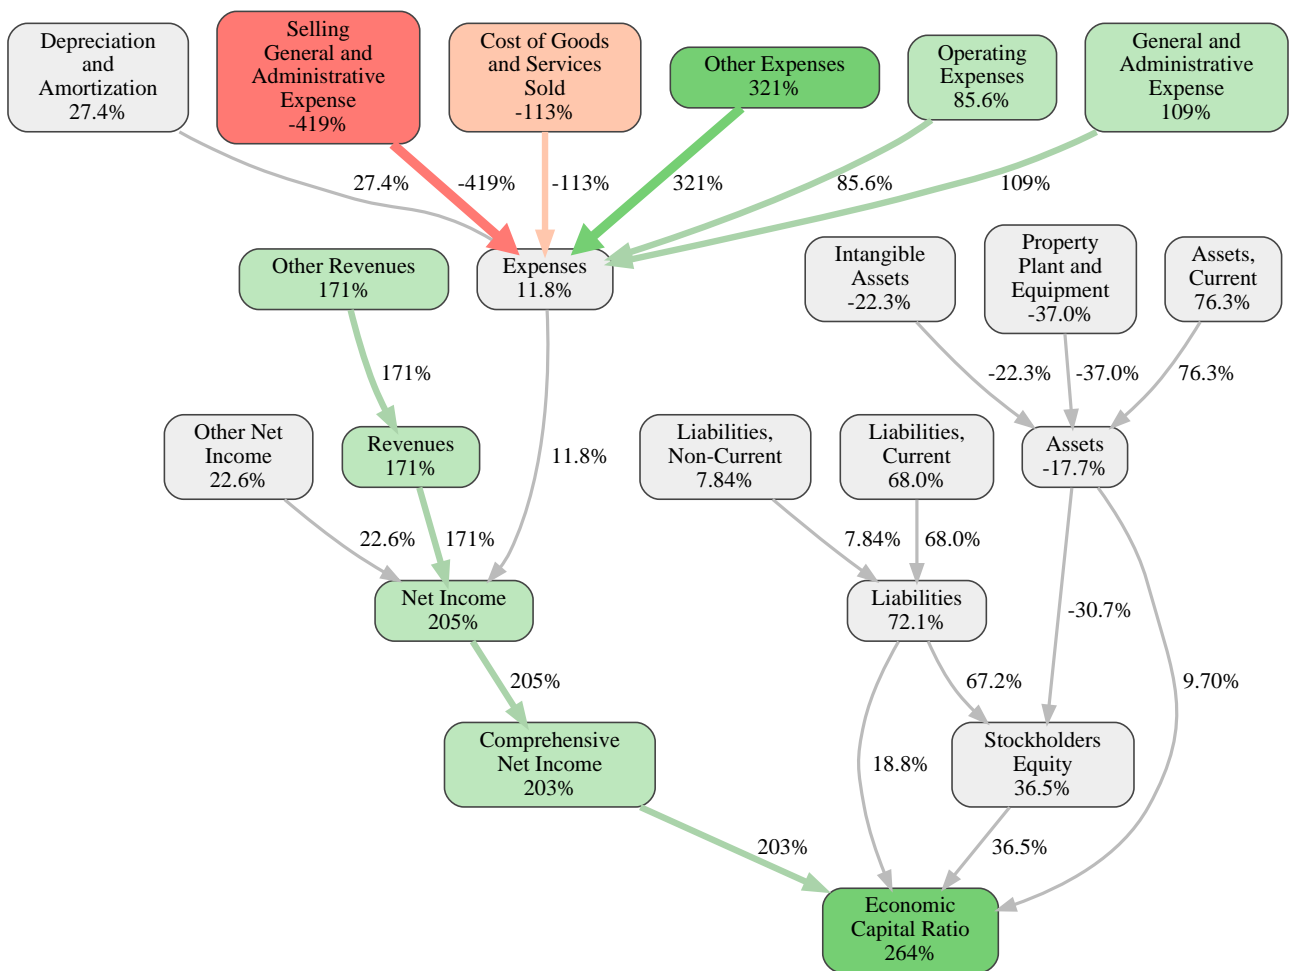 Depreciation
and
Amortization
27.4%
Selling
General and
Administrative
Expense
-419%
Cost of Goods
and Services
Sold
-113%
Other Expenses
321%
Operating
Expenses
85.6%
General and
Administrative
Expense
109%
27.4%
-419%
-113%
321%
85.6%
109%
Other Revenues
171%
Expenses
11.8%
Intangible
Assets
-22.3%
Property
Plant and
Equipment
-37.0%
Assets,
Current
76.3%
171%
-22.3%
-37.0%
76.3%
Other Net
Income
22.6%
Revenues
171%
11.8%
Liabilities,
Non-Current
7.84%
Liabilities,
Current
68.0%
Assets
-17.7%
22.6%
171%
7.84%
68.0%
Net Income
205%
Liabilities
72.1%
-30.7%
205%
67.2%
9.70%
Comprehensive
Net Income
203%
18.8%
Stockholders
Equity
36.5%
203%
36.5%
Economic
Capital Ratio
264%